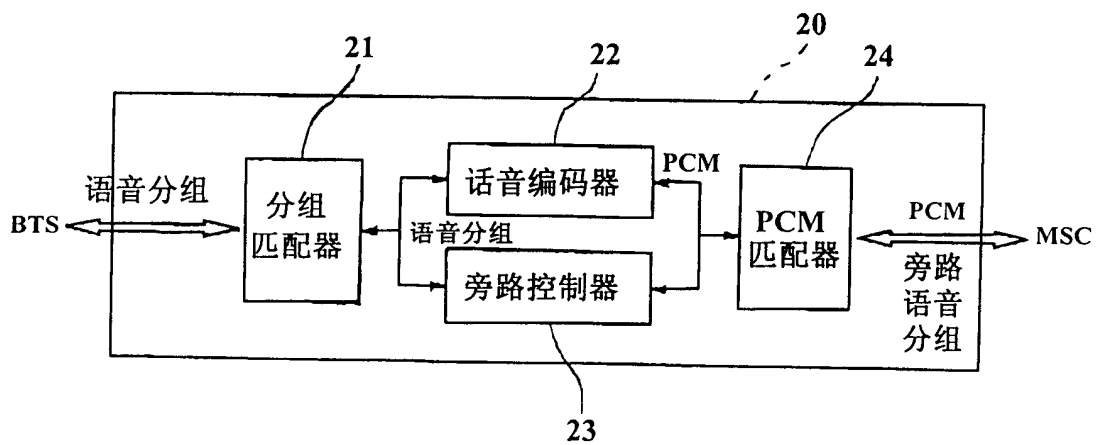 20
21
22
24
语音分组
BTS
分组
匹配器
语音分组
话音编码器
旁路控制器
PCM
PCM
匹配器
PCM
MSC
旁路
语音
分组
23